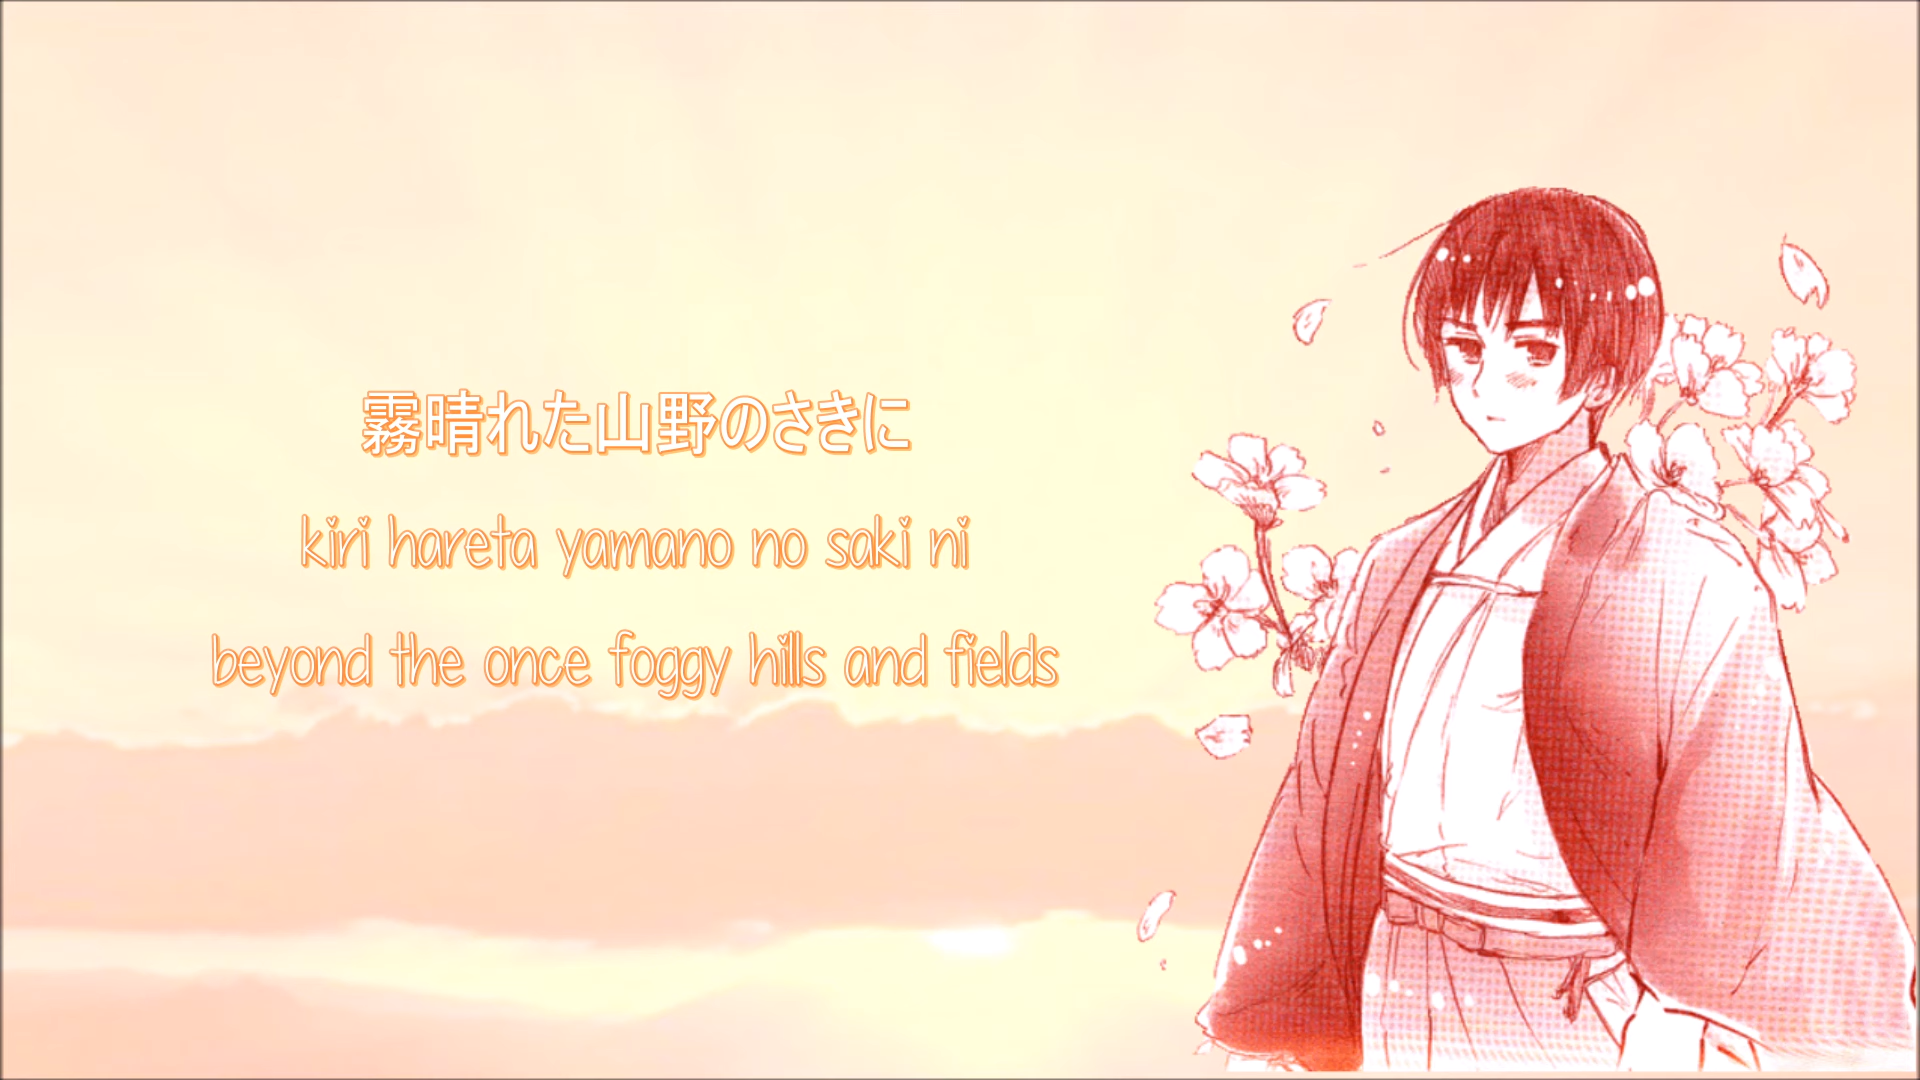 霧晴れた山野のさきに
kiri hareta yamano no saki ni
beyond the once foggy hills and fields